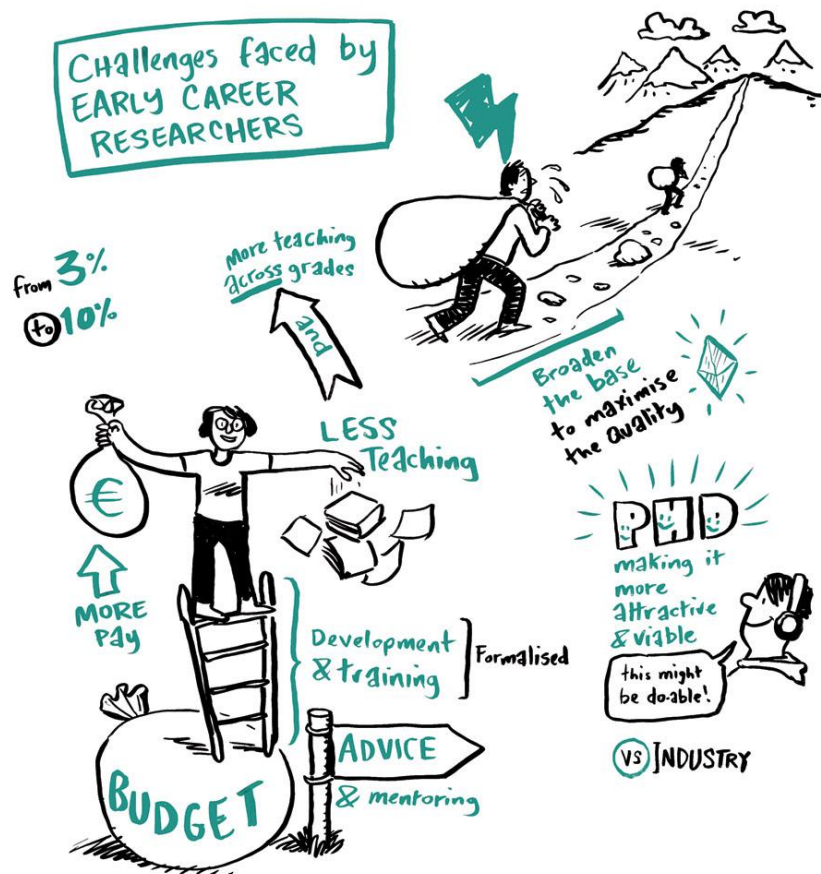 CHallenges faced by
EARLY CAREER
RESEARCHERS
from 3%
to 10%
More teaching
across grades
and
LESS
Teaching
€
MORE
Pay
Broaden
the base
to maximise
the quality
PHD
making it
more
attractive
& viable
this might
be do-able!
VS INDUSTRY
Development
& training
Formalised
ADVICE
& mentoring
BUDGET